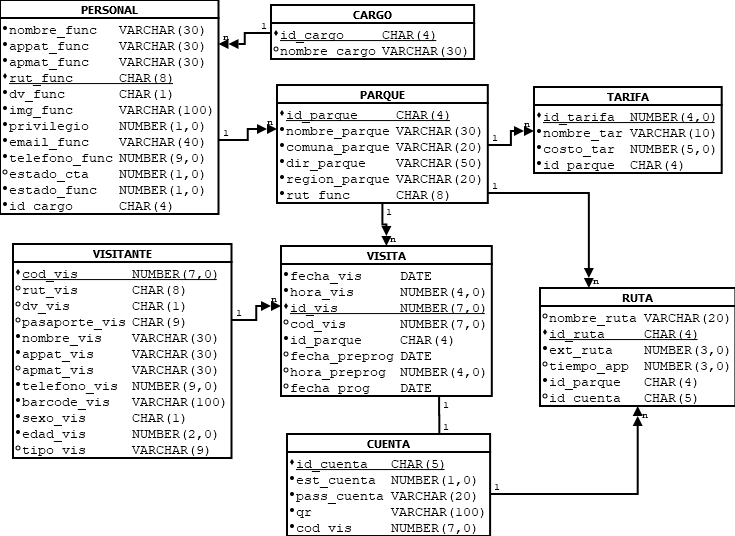 PERSONAL
nombre_func VARCHAR(30)
appat_func VARCHAR(30)
apmat_func VARCHAR(30)
rut_func CHAR(8)
dv_func CHAR(1)
img_func VARCHAR(100)
privilegio NUMBER(1,0)
email_func VARCHAR(40)
telefono_func NUMBER(9,0)
estado_cta NUMBER(1,0)
estado_func NUMBER(1,0)
id_cargo CHAR(4)
n
1
CARGO
id_cargo CHAR(4)
nombre_cargo VARCHAR(30)
1
n
PARQUE
id_parque CHAR(4)
nombre_parque VARCHAR(30)
comuna_parque VARCHAR(20)
dir_parque VARCHAR(50)
region_parque VARCHAR(20)
rut_func CHAR(8)
1
n
TARIFA
id_tarifa NUMBER(4,0)
nombre_tar VARCHAR(10)
costo_tar NUMBER(5,0)
id_parque CHAR(4)
1
1
n
n
VISITANTE
cod_vis NUMBER(7,0)
rut_vis CHAR(8)
dv_vis CHAR(1)
pasaporte_vis CHAR(9)
nombre_vis VARCHAR(30)
appat_vis VARCHAR(30)
apmat_vis VARCHAR(30)
telefono_vis NUMBER(9,0)
barcode_vis VARCHAR(100)
sexo_vis CHAR(1)
edad_vis NUMBER(2,0)
tipo_vis VARCHAR(9)
1
n
VISITA
fecha_vis DATE
hora_vis NUMBER(4,0)
id_vis NUMBER(7,0)
cod_vis NUMBER(7,0)
id_parque CHAR(4)
fecha_preprog DATE
hora_preprog NUMBER(4,0)
fecha_prog DATE
RUTA
nombre_ruta VARCHAR(20)
id_ruta CHAR(4)
ext_ruta NUMBER(3,0)
tiempo_app NUMBER(3,0)
id_parque CHAR(4)
id_cuenta CHAR(5)
1
1
n
CUENTA
id_cuenta CHAR(5)
est_cuenta NUMBER(1,0)
pass_cuenta VARCHAR(20)
qr VARCHAR(100)
cod_vis NUMBER(7,0)
1